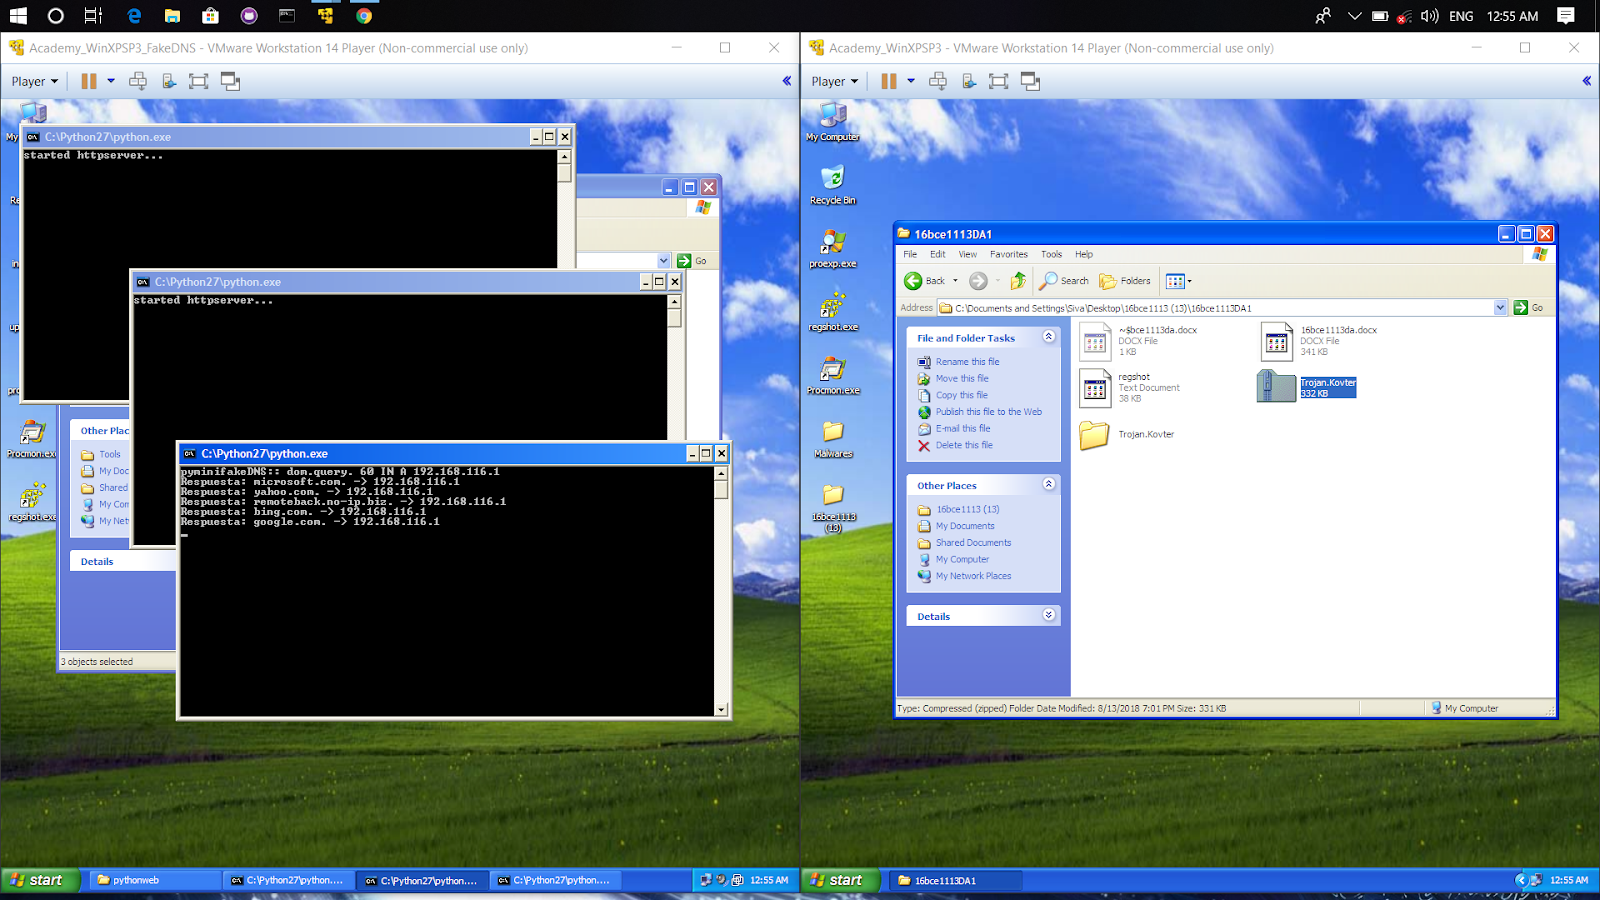 ENG
12:55 AM
Academy_WinXPSP3_FakeDNS - VMware Workstation 14 Player (Non-commercial use only)
Player
My
C:\Python27\python.exe
started httpserver...
Go
C:\Python27\python.exe
started httpserver...
C:\Python27\python.exe
pyminifakeDNS:: dom.query. 60 IN A 192.168.116.1
Respuesta: microsoft.com. -> 192.168.116.1
Respuesta: yahoo.com. -> 192.168.116.1
Respuesta: remoteback.no-ip.biz. -> 192.168.116.1
Respuesta: bing.com. -> 192.168.116.1
Respuesta: google.com. -> 192.168.116.1
Procmon.exe
regshot.exe
Other Plac
Tools
My Doc
Shared
My Co
My Net
Details
3 objects selected
start
pythonweb
C:\Python27\python....
C:\Python27\python....
C:\Python27\python....
12:55 AM
Academy_WinXPSP3 - VMware Workstation 14 Player (Non-commercial use only)
Player
My Computer
Recycle Bin
procexp.exe
regshot.exe
Procmon.exe
Malwares
16bce1113
(13)
16bce1113DA1
File Edit View Favorites Tools Help
Back Search Folders
Address C:\Documents and Settings\Siva\Desktop\16bce1113 (13)\16bce1113DA1 Go
File and Folder Tasks
Rename this file
Move this file
Copy this file
Publish this file to the Web
E-mail this file
Delete this file
Other Places
16bce1113 (13)
My Documents
Shared Documents
My Computer
My Network Places
Details
~$bce1113da.docx
DOCX File
1 KB
16bce1113da.docx
DOCX File
341 KB
regshot
Text Document
38 KB
Trojan.Kovter
332 KB
Trojan.Kovter
Type: Compressed (zipped) Folder Date Modified: 8/13/2018 7:01 PM Size: 331 KB
My Computer
start
16bce1113DA1
12:55 AM